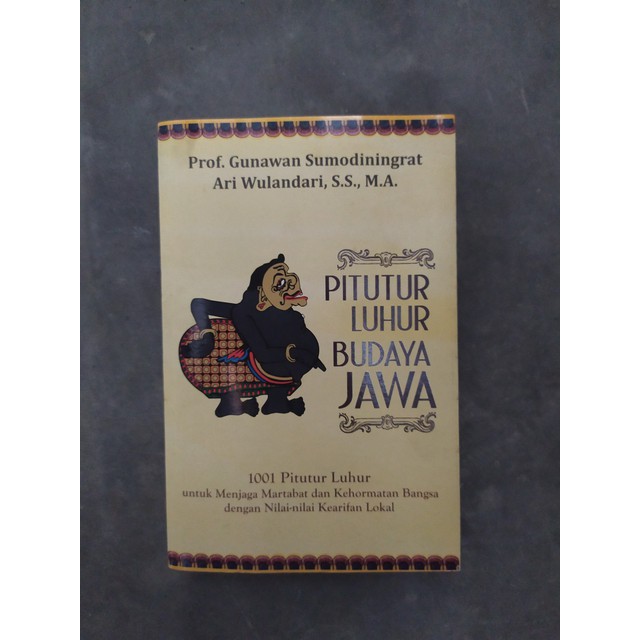 Prof. Gunawan Sumodiningrat
Ari Wulandari, S.S., M.A.
PITUTUR
LUHUR
BUDAYA
JAWA
1001 Pitutur Luhur
untuk Menjaga Martabat dan Kehormatan Bangsa
dengan Nilai-nilai Kearifan Lokal